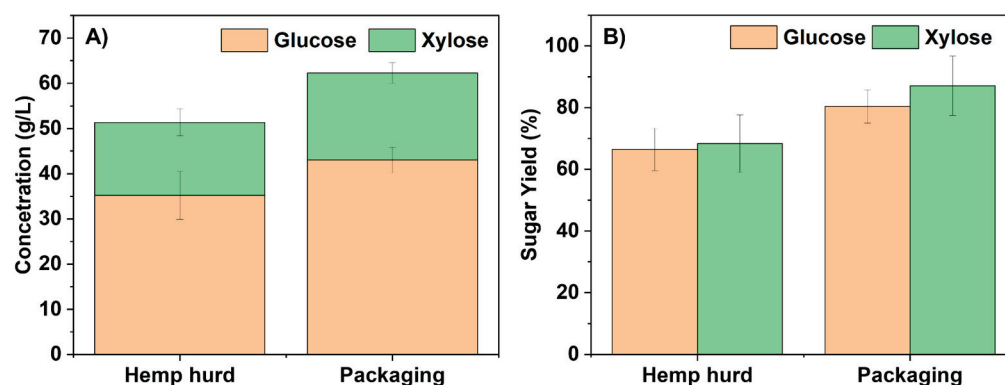 A)
Glucose Xylose
Concetration (g/L)
70
60
50
40
30
20
10
0
Hemp hurd Packaging
B)
Glucose Xylose
Sugar Yield (%)
100
80
60
40
20
0
Hemp hurd Packaging